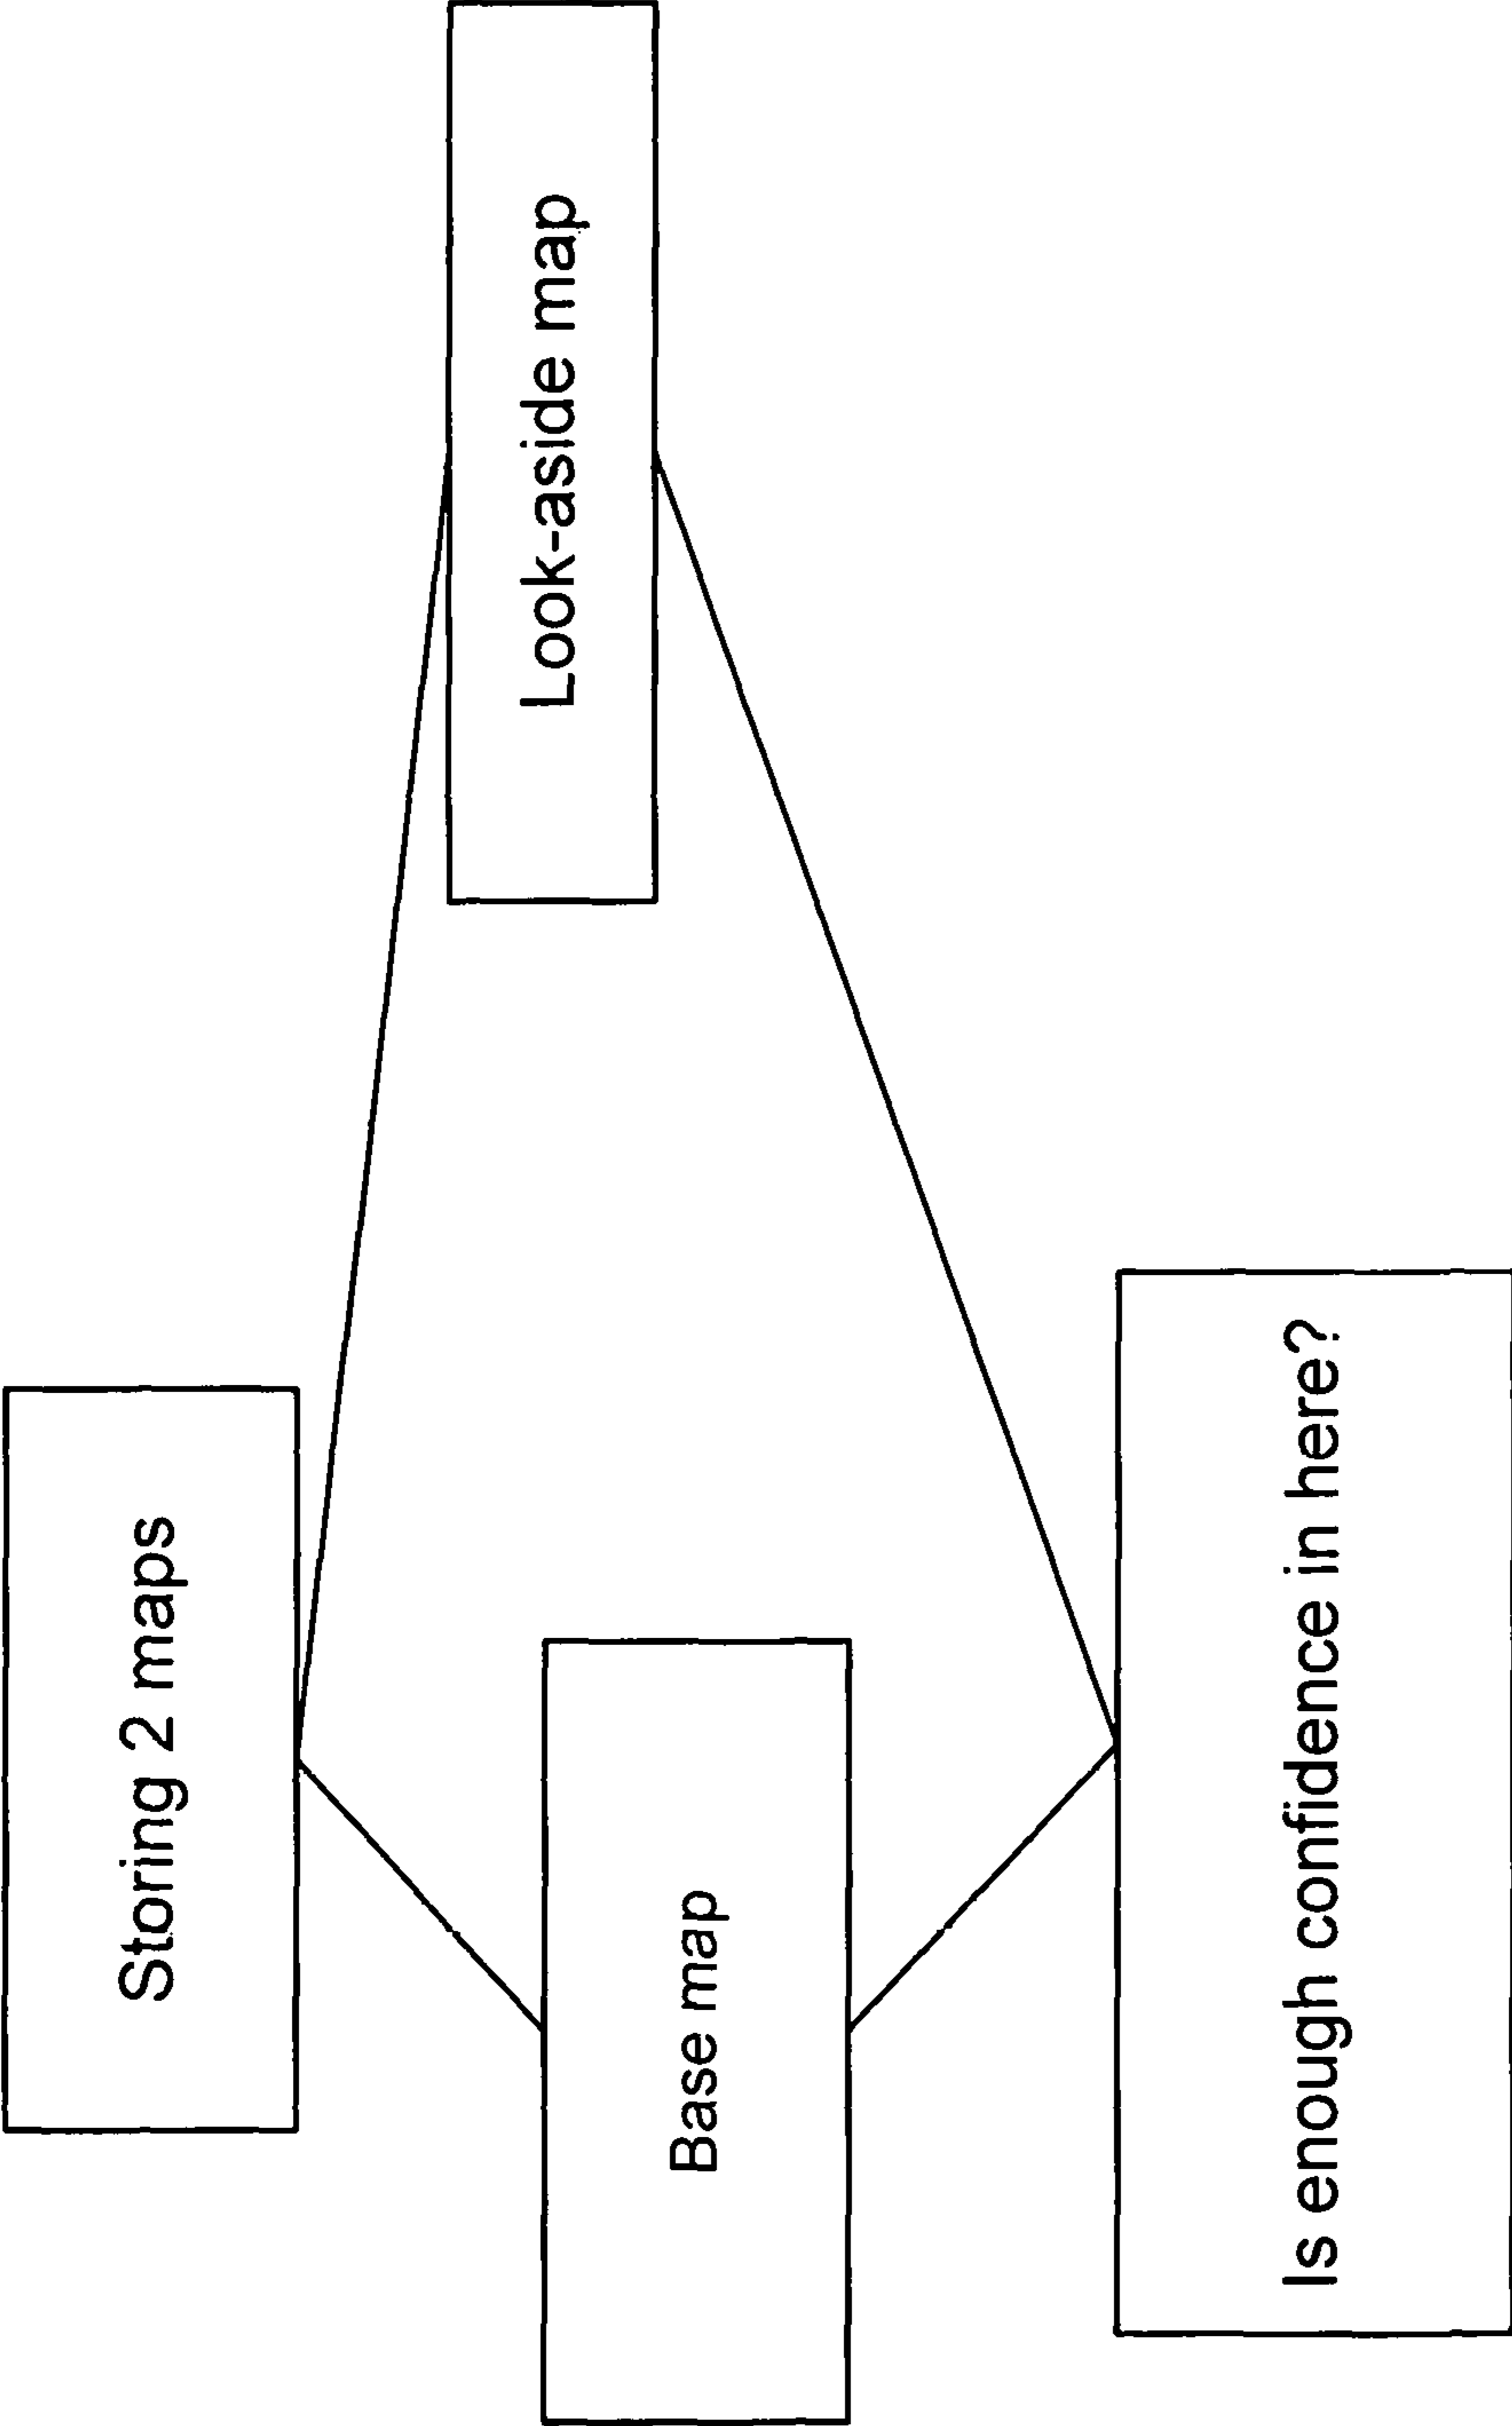 Storing 2 maps
Base map
Look-aside map
Is enough confidence in here?